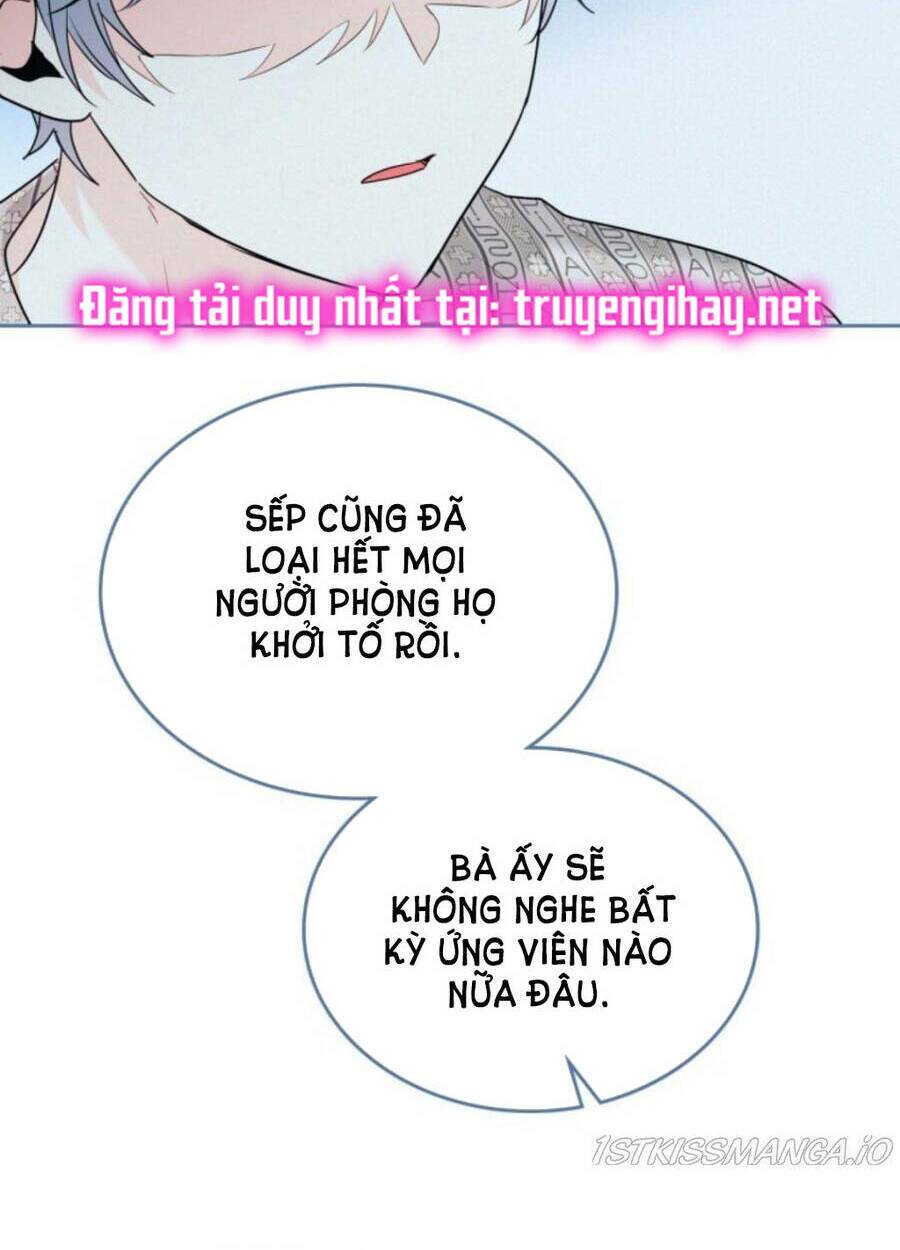 Đăng tải duy nhất tại: truyengihay.net
SẾP CŨNG ĐÃ
LOẠI HẾT MỌI
NGƯỜI PHÒNG HỌ
KHỞI TỐ RỒI.
BÀ ẤY SẼ
KHÔNG NGHE BẤT
KỲ ỨNG VIÊN NÀO
NỮA ĐÂU.
1STKISSMANGA.IO